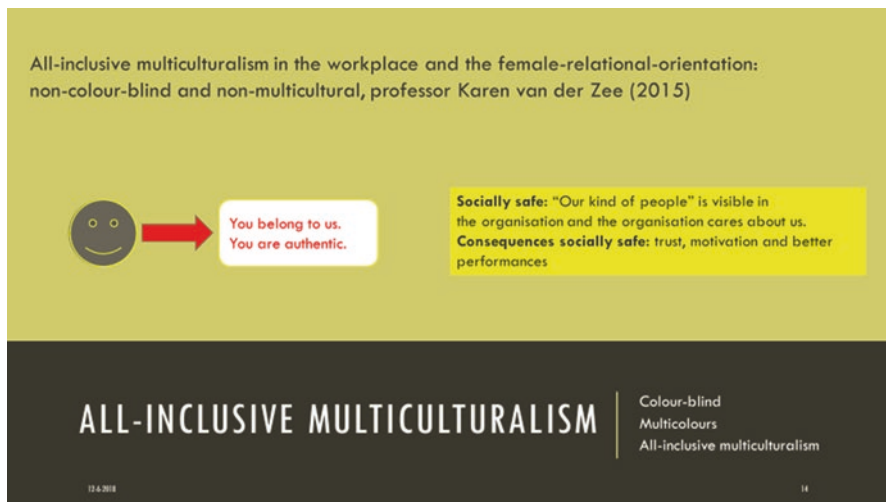 All-inclusive multiculturalism in the workplace and the female-relational-orientation:
non-colour-blind and non-multicultural, professor Karen van der Zee (2015)
You belong to us.
You are authentic.
Socially safe: “Our kind of people” is visible in
the organisation and the organisation cares about us.
Consequences socially safe: trust, motivation and better
performances
ALL-INCLUSIVE MULTICULTURALISM
Colour-blind
Multicolours
All-inclusive multiculturalism
12-6-2018
14